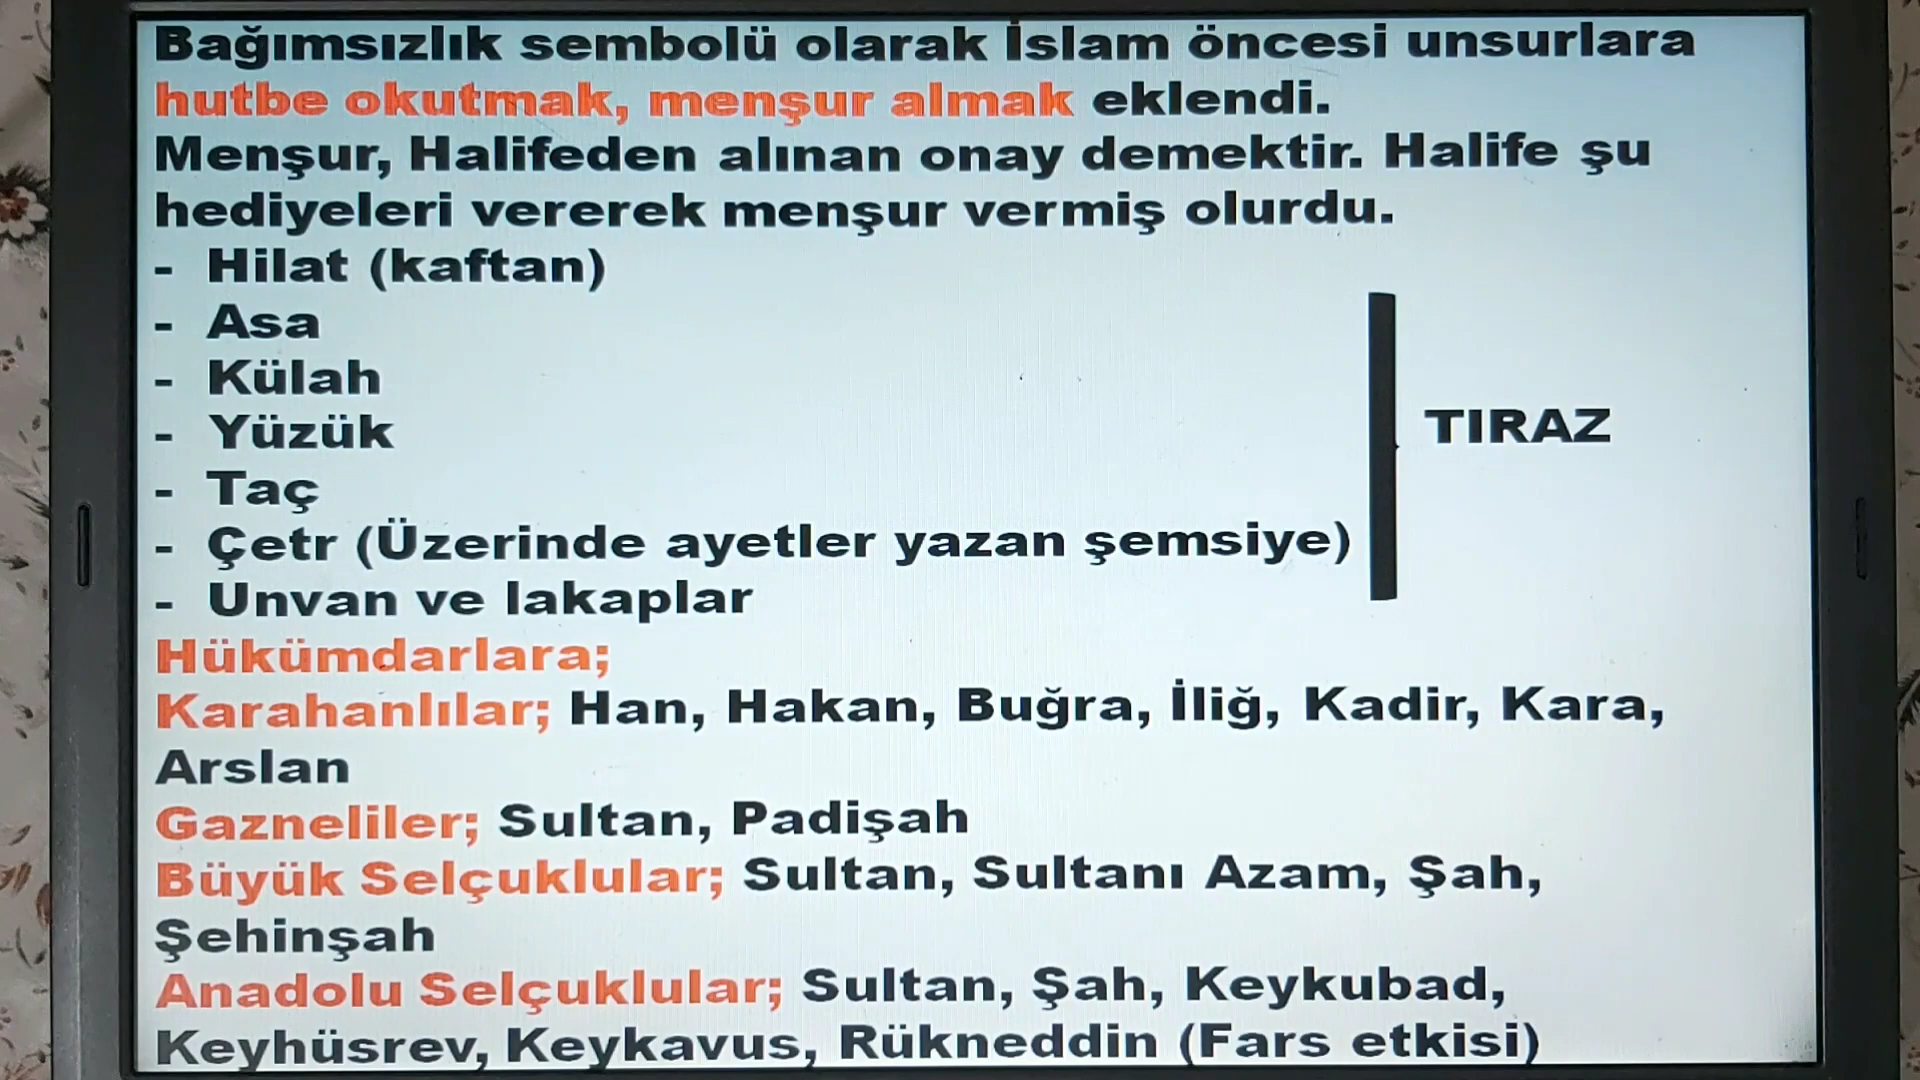 Bağımsızlık sembolü olarak İslam öncesi unsurlara
hutbe okutmak, menşur almak eklendi.
Menşur, Halifeden alınan onay demektir. Halife şu
hediyeleri vererek menşur vermiş olurdu.
- Hilat (kaftan)
- Asa
- Külah
- Yüzük
- Taç
- Çetr (Üzerinde ayetler yazan şemsiye)
- Unvan ve lakaplar
TIRAZ
Hükümdarlara;
Karahanlılar; Han, Hakan, Buğra, İliğ, Kadir, Kara,
Arslan
Gazneliler; Sultan, Padişah
Büyük Selçuklular; Sultan, Sultanı Azam, Şah,
Şehinşah
Anadolu Selçuklular; Sultan, Şah, Keykubad,
Keyhüsrev, Keykavus, Rükneddin (Fars etkisi)